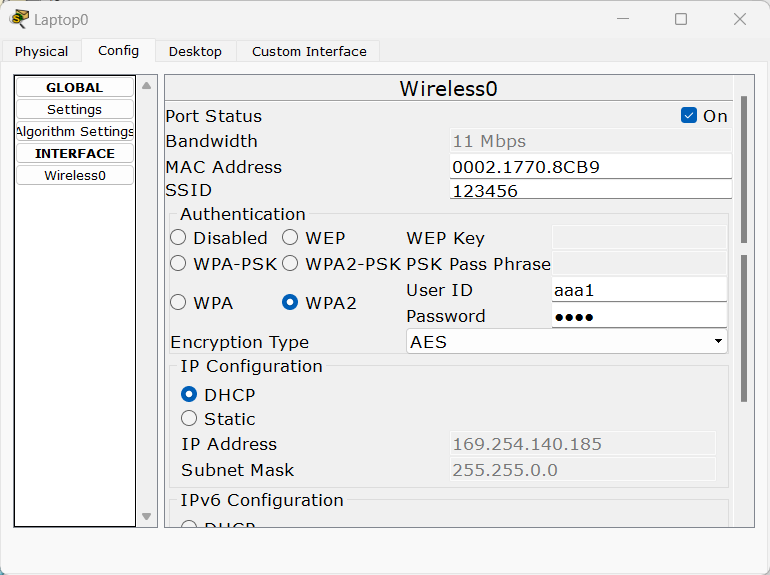 Laptop0
Physical Config Desktop Custom Interface
GLOBAL
Settings
Algorithm Settings
INTERFACE
Wireless0
Wireless0
Port Status On
Bandwidth 11 Mbps
MAC Address 0002.1770.8CB9
SSID 123456
Authentication
Disabled WEP WEP Key
WPA-PSK WPA2-PSK PSK Pass Phrase
WPA WPA2 User ID aaa1
Password ●●●●
Encryption Type AES
IP Configuration
DHCP
Static
IP Address 169.254.140.185
Subnet Mask 255.255.0.0
IPv6 Configuration
DHCP